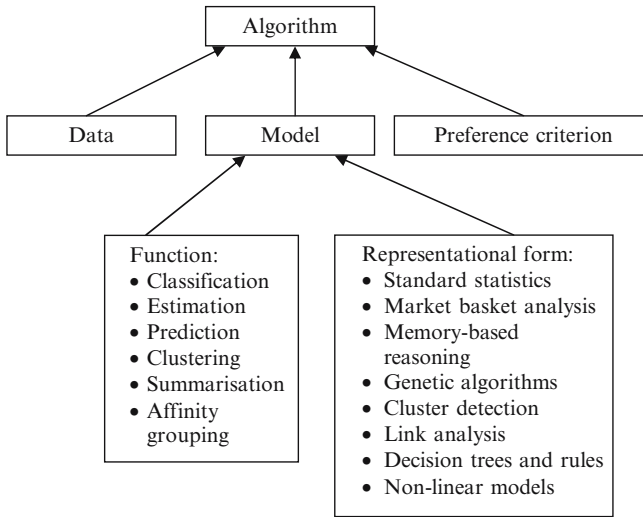 Algorithm
Data
Model
Preference criterion
Function:
• Classification
• Estimation
• Prediction
• Clustering
• Summarisation
• Affinity
grouping
Representational form:
• Standard statistics
• Market basket analysis
• Memory-based
reasoning
• Genetic algorithms
• Cluster detection
• Link analysis
• Decision trees and rules
• Non-linear models